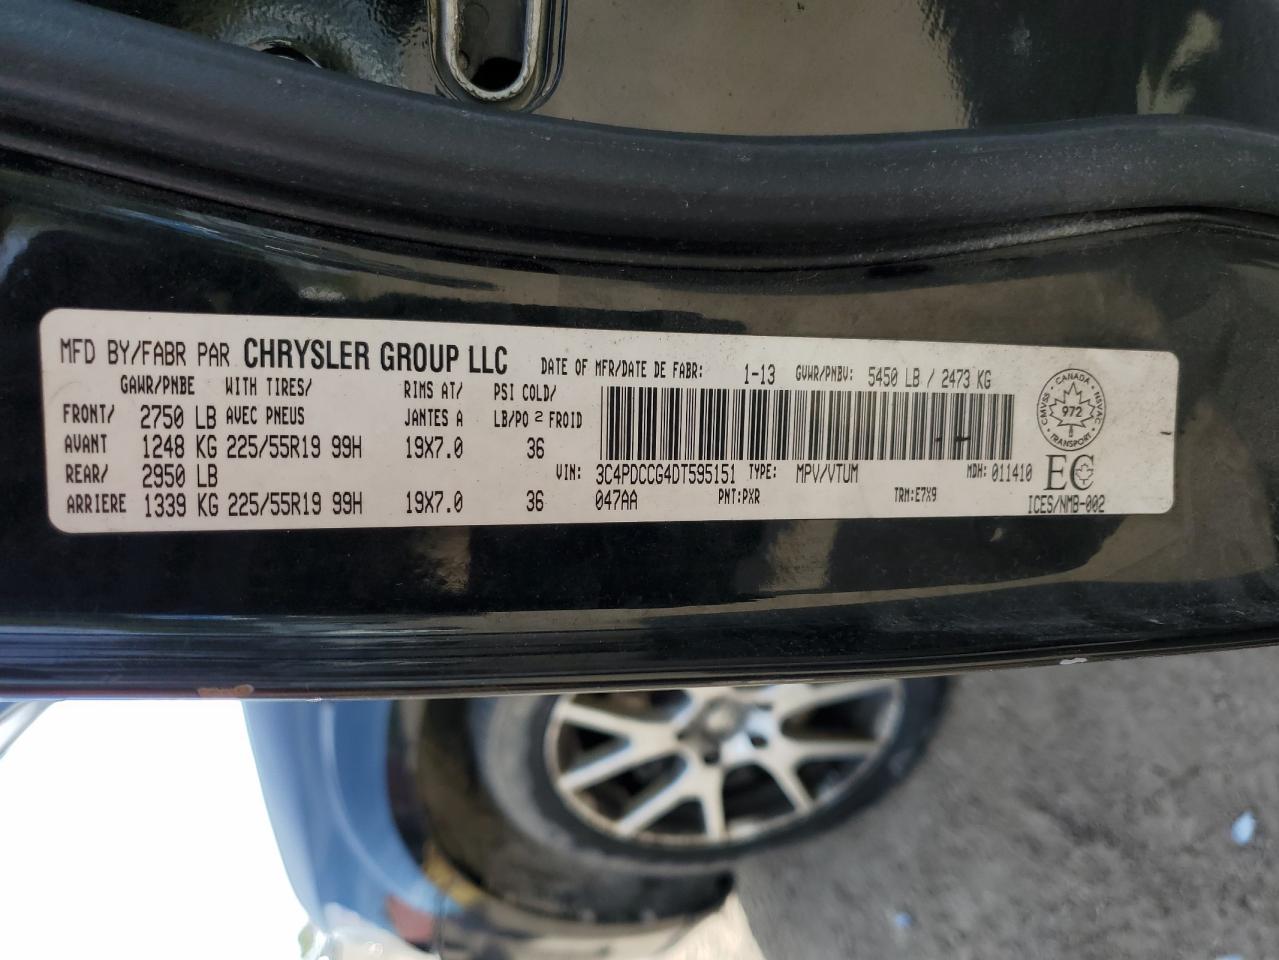 MFD BY/FABR PAR CHRYSLER GROUP LLC DATE OF MFR/DATE DE FABR: 1-13 GVWR/PNBV: 5450 LB / 2473 KG
GAWR/PNBE WITH TIRES/ RIMS AT/ PSI COLD/
FRONT/ 2750 LB AVEC PNEUS JANTES A LB/PO² FROID
AVANT 1248 KG 225/55R19 99H 19X7.0 36
REAR/ 2950 LB VIN: 3C4PDCCG4DT595151 TYPE: MPV/VTUM MDH: 011410
ARRIERE 1339 KG 225/55R19 99H 19X7.0 36 047AA PNT:PXR TRM:E7X9
CANADA
CMVSS 972 NSVAC
TRANSPORT
EC
ICES/NMB-002